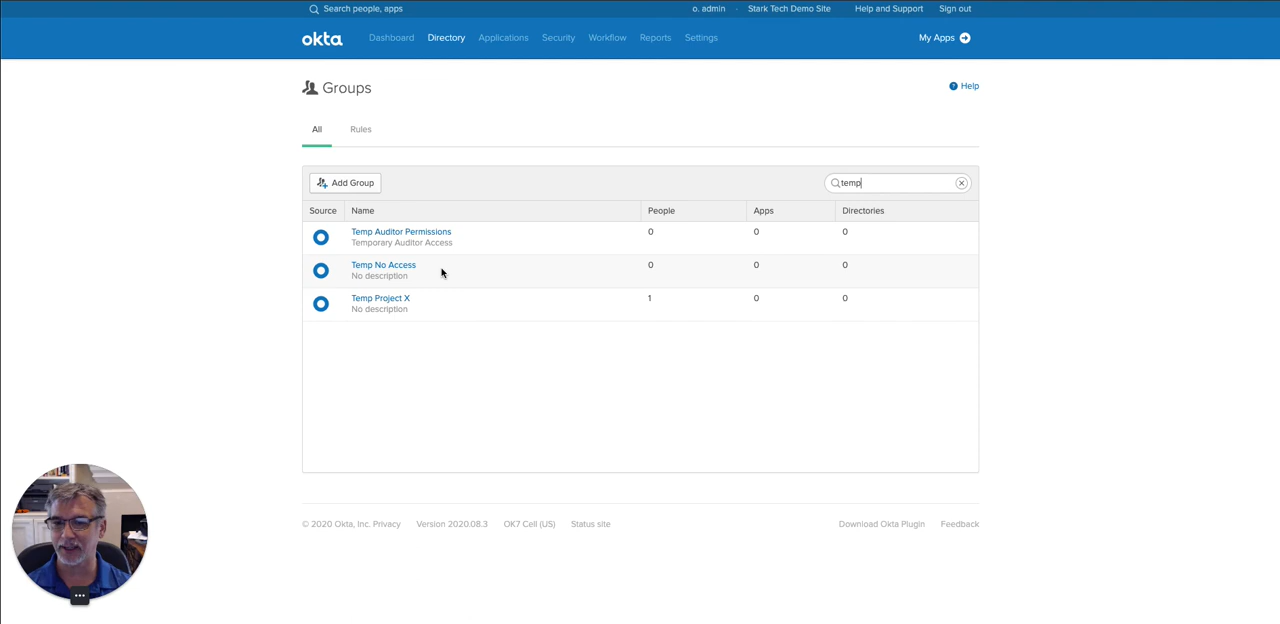 Search people, apps
o. admin · Stark Tech Demo Site Help and Support Sign out
okta Dashboard Directory Applications Security Workflow Reports Settings My Apps
Groups
? Help
All Rules
Add Group
temp
Source Name People Apps Directories
Temp Auditor Permissions 0 0 0
Temporary Auditor Access
Temp No Access 0 0 0
No description
Temp Project X 1 0 0
No description
© 2020 Okta, Inc. Privacy Version 2020.08.3 OK7 Cell (US) Status site Download Okta Plugin Feedback